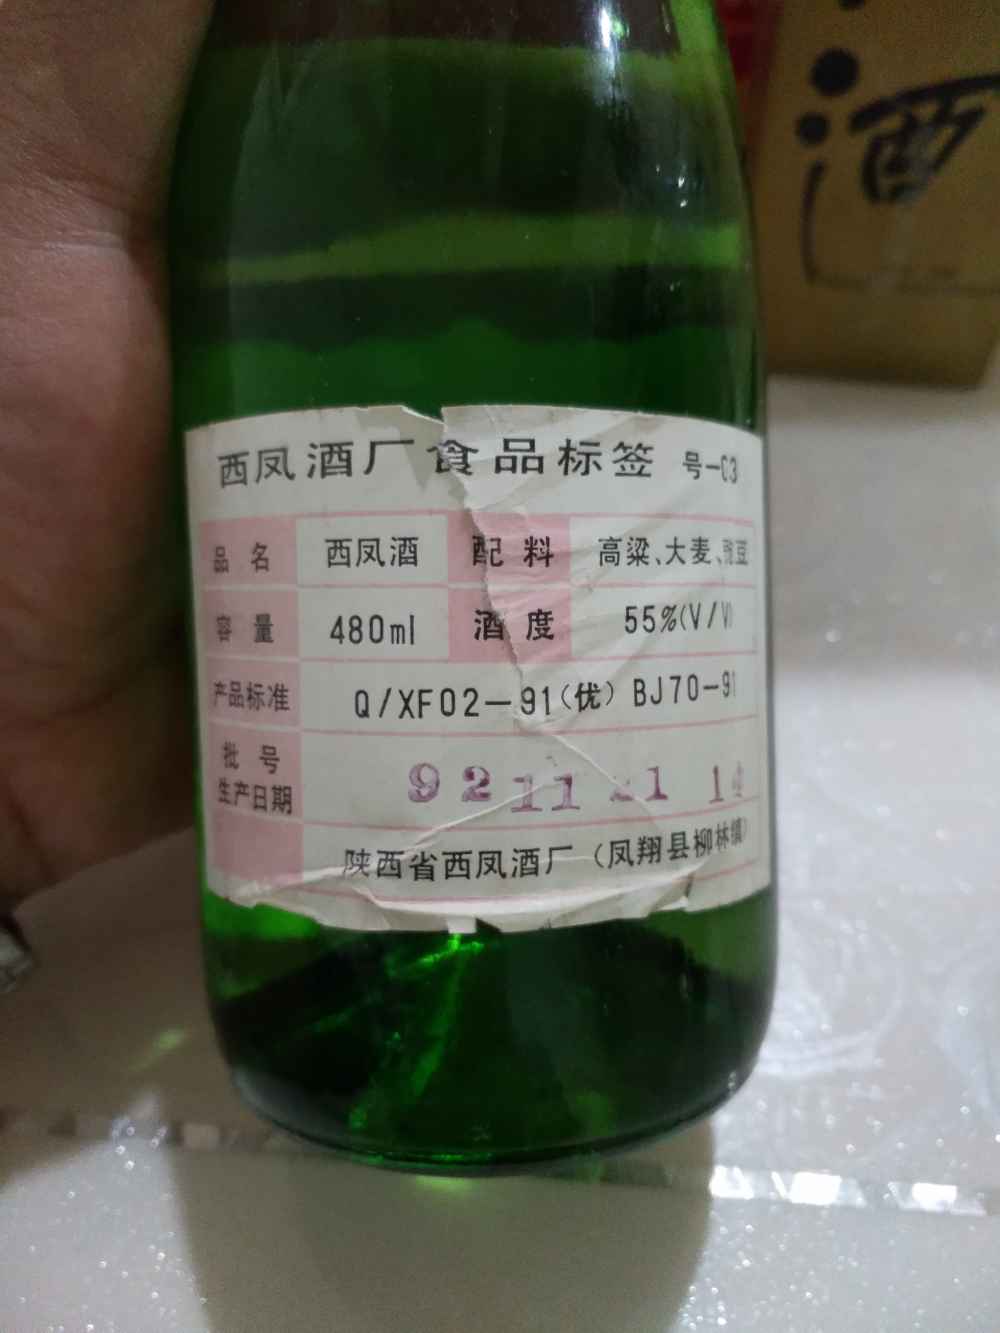 酒
西凤酒厂食品标签 号-C3
品 名 西凤酒 配 料 高粱、大麦、豌豆
容 量 480ml 酒 度 55%(V/V)
产品标准 Q/XF02-91(优) BJ70-91
批 号
生产日期 92 11 21 14
陕西省西凤酒厂 (凤翔县柳林镇)